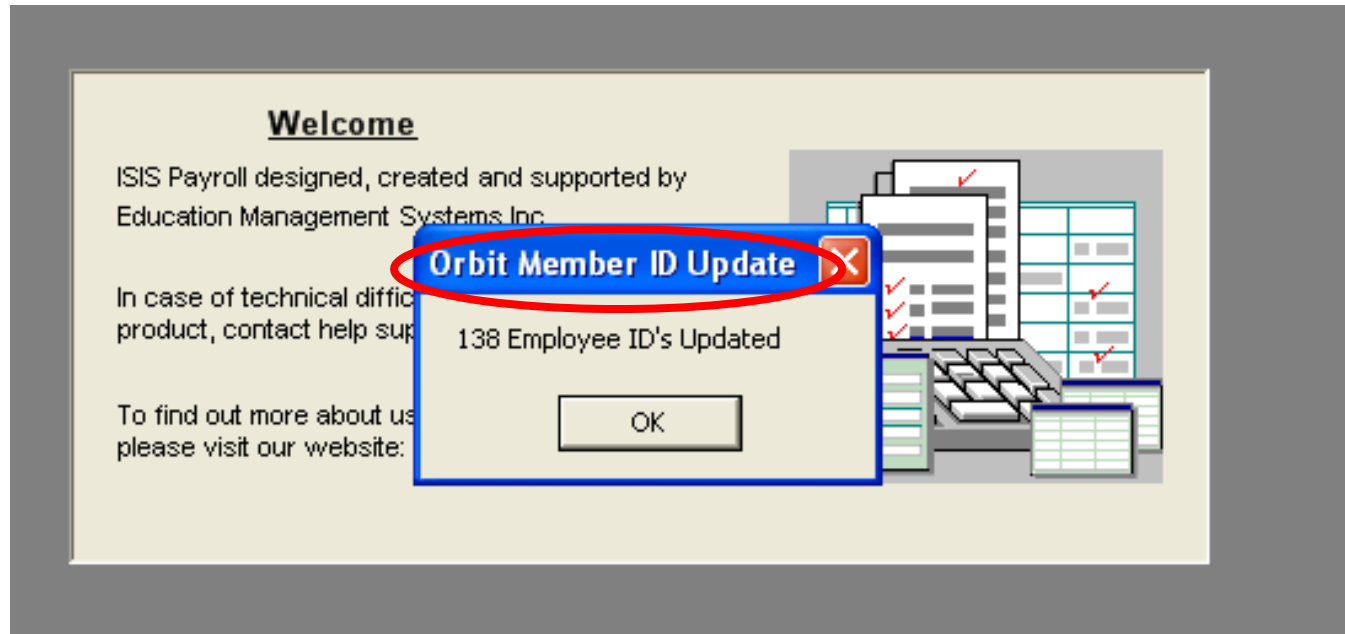 Welcome
ISIS Payroll designed, created and supported by
Education Management Systems Inc
In case of technical
product, contact help
To find out more about us
please visit our website:
Orbit Member ID Update
138 Employee ID's Updated
OK